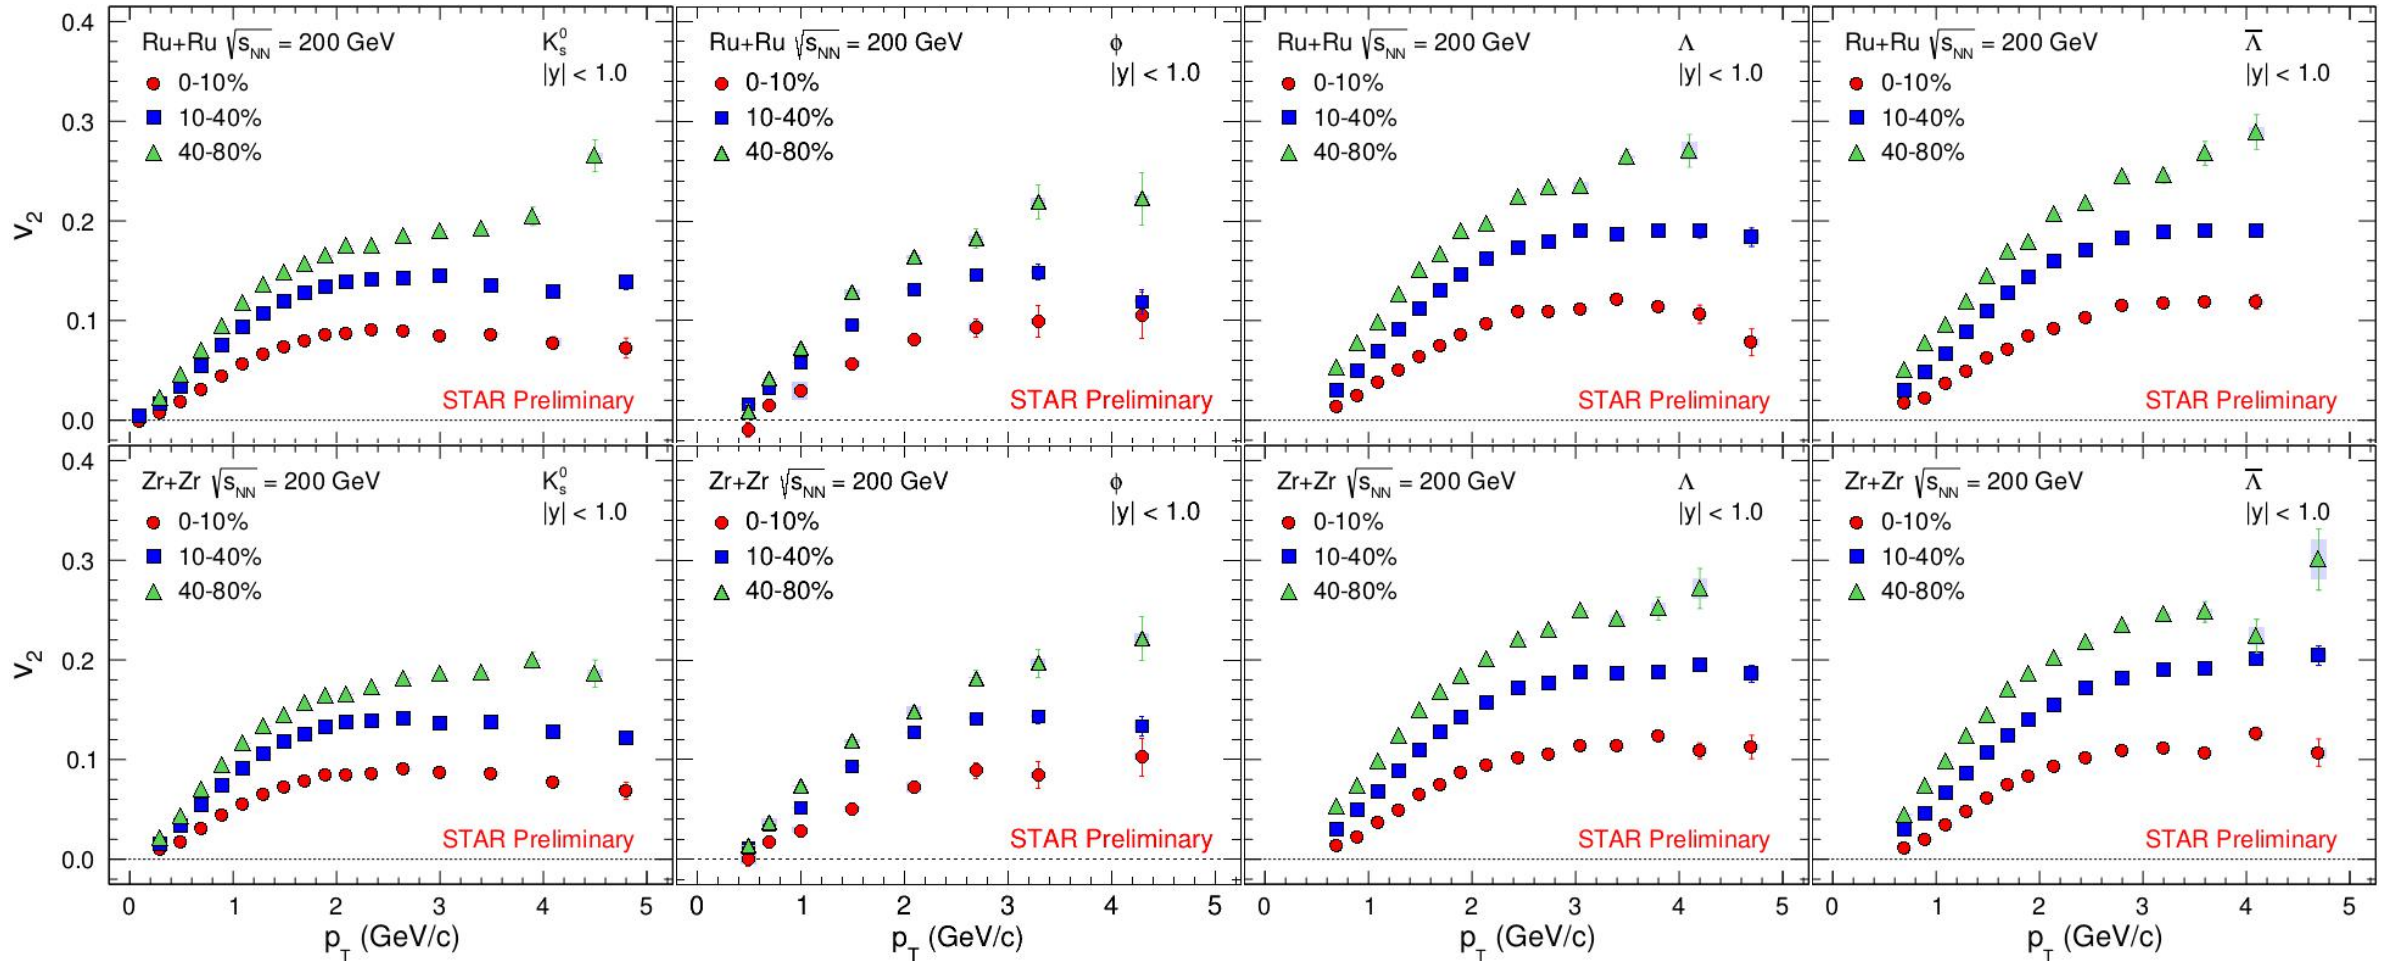 0.4
Ru+Ru √sNN = 200 GeV K0s
|y| < 1.0
0-10%
10-40%
40-80%
STAR Preliminary
Ru+Ru √sNN = 200 GeV ϕ
|y| < 1.0
0-10%
10-40%
40-80%
STAR Preliminary
Ru+Ru √sNN = 200 GeV Λ
|y| < 1.0
0-10%
10-40%
40-80%
STAR Preliminary
Ru+Ru √sNN = 200 GeV Λ̅
|y| < 1.0
0-10%
10-40%
40-80%
STAR Preliminary
0.3
v2
0.2
0.1
0.0
0.4
Zr+Zr √sNN = 200 GeV K0s
|y| < 1.0
0-10%
10-40%
40-80%
STAR Preliminary
Zr+Zr √sNN = 200 GeV ϕ
|y| < 1.0
0-10%
10-40%
40-80%
STAR Preliminary
Zr+Zr √sNN = 200 GeV Λ
|y| < 1.0
0-10%
10-40%
40-80%
STAR Preliminary
Zr+Zr √sNN = 200 GeV Λ̅
|y| < 1.0
0-10%
10-40%
40-80%
STAR Preliminary
0.3
v2
0.2
0.1
0.0
0 1 2 3 4 5
pT (GeV/c)
0 1 2 3 4 5
pT (GeV/c)
0 1 2 3 4 5
pT (GeV/c)
0 1 2 3 4 5
pT (GeV/c)